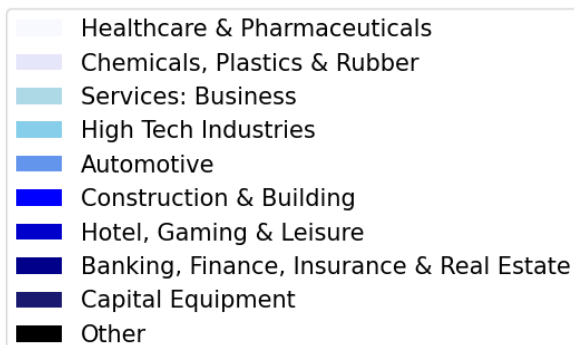 Healthcare & Pharmaceuticals
Chemicals, Plastics & Rubber
Services: Business
High Tech Industries
Automotive
Construction & Building
Hotel, Gaming & Leisure
Banking, Finance, Insurance & Real Estate
Capital Equipment
Other